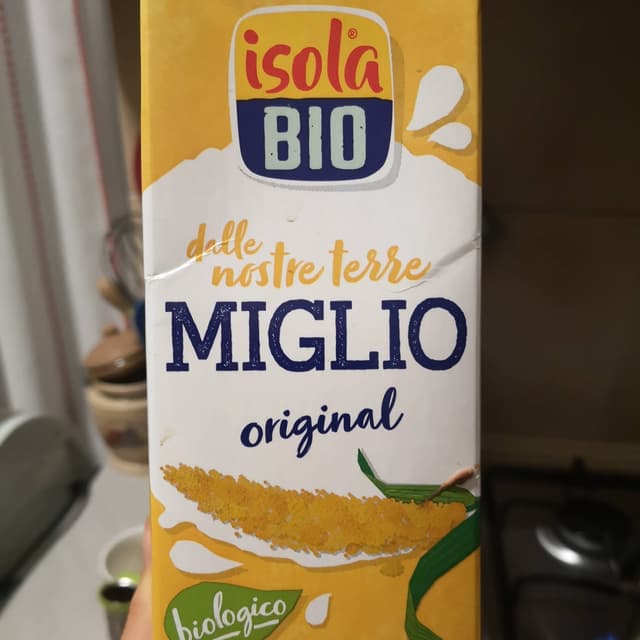 isola®
BIO
dalle
nostre terre
MIGLIO
original
biologico